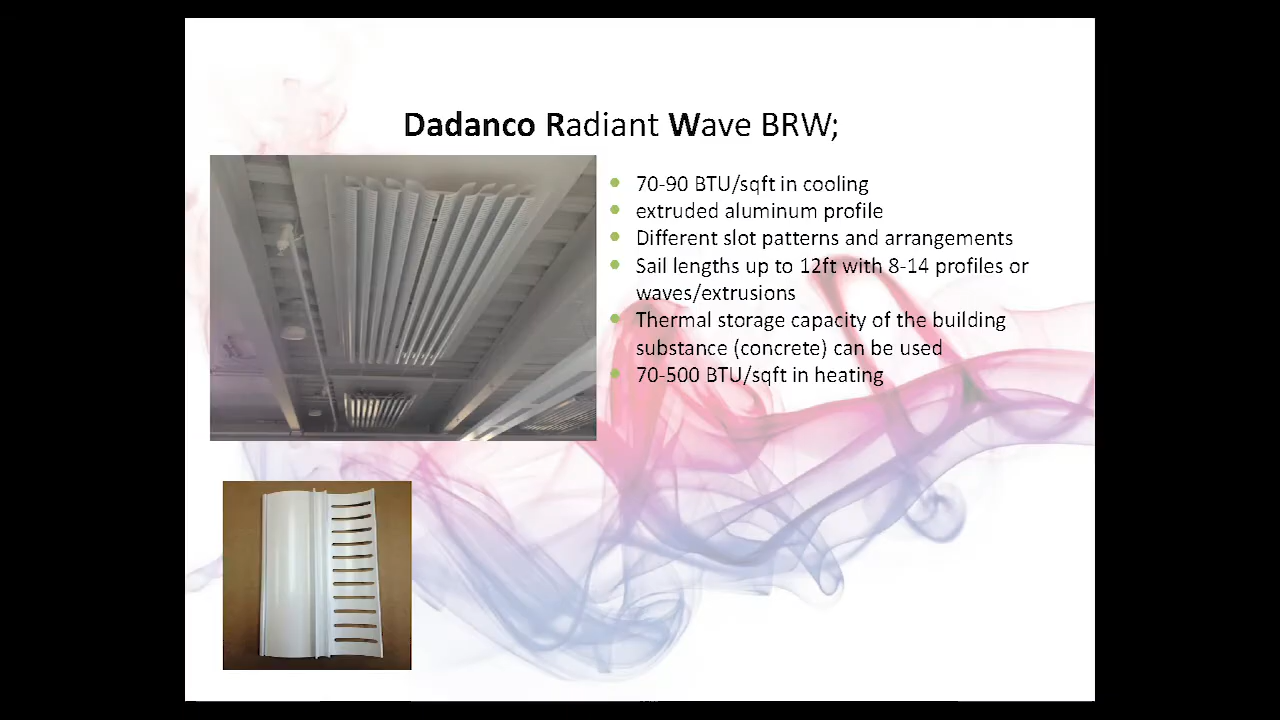 Dadanco Radiant Wave BRW;
70-90 BTU/sqft in cooling
extruded aluminum profile
Different slot patterns and arrangements
Sail lengths up to 12ft with 8-14 profiles or
waves/extrusions
Thermal storage capacity of the building
substance (concrete) can be used
70-500 BTU/sqft in heating